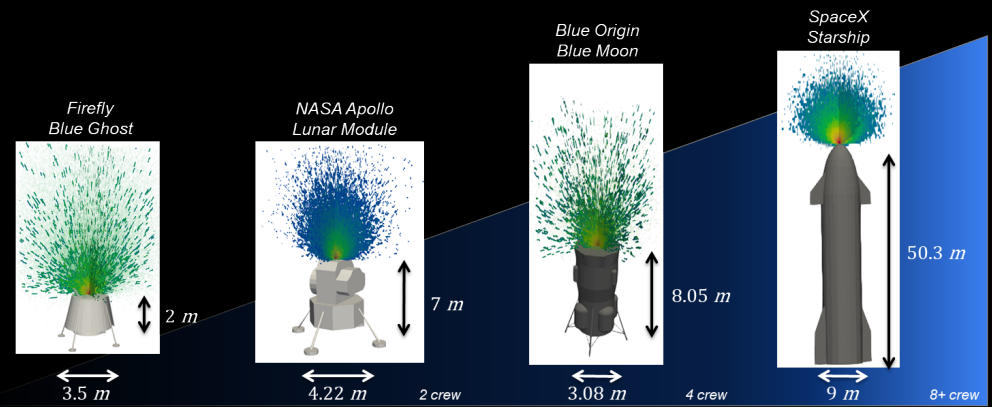 Firefly
Blue Ghost
NASA Apollo
Lunar Module
Blue Origin
Blue Moon
SpaceX
Starship
2 m
7 m
8.05 m
50.3 m
3.5 m
4.22 m
2 crew
3.08 m
4 crew
9 m
8+ crew